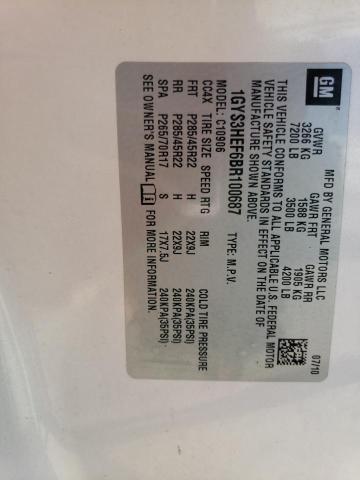 GM
MFD BY GENERAL MOTORS LLC
07/10
GVWR GAWR FRT GAWR RR
3266 KG 1588 KG 1905 KG
7200 LB 3500 LB 4200 LB
THIS VEHICLE CONFORMS TO ALL APPLICABLE U.S. FEDERAL MOTOR
VEHICLE SAFETY STANDARDS IN EFFECT ON THE DATE OF
MANUFACTURE SHOWN ABOVE.
1GYS3HEF6BR100687 TYPE: M.P.V.
MODEL: C10906
CC4X TIRE SIZE SPEED RTG RIM COLD TIRE PRESSURE
FRT P285/45R22 H 22X9J 240KPA(35PSI)
RR P285/45R22 H 22X9J 240KPA(35PSI)
SPA P265/70R17 S 17X7.5J 240KPA(35PSI)
SEE OWNER'S MANUAL FOR MORE INFORMATION.